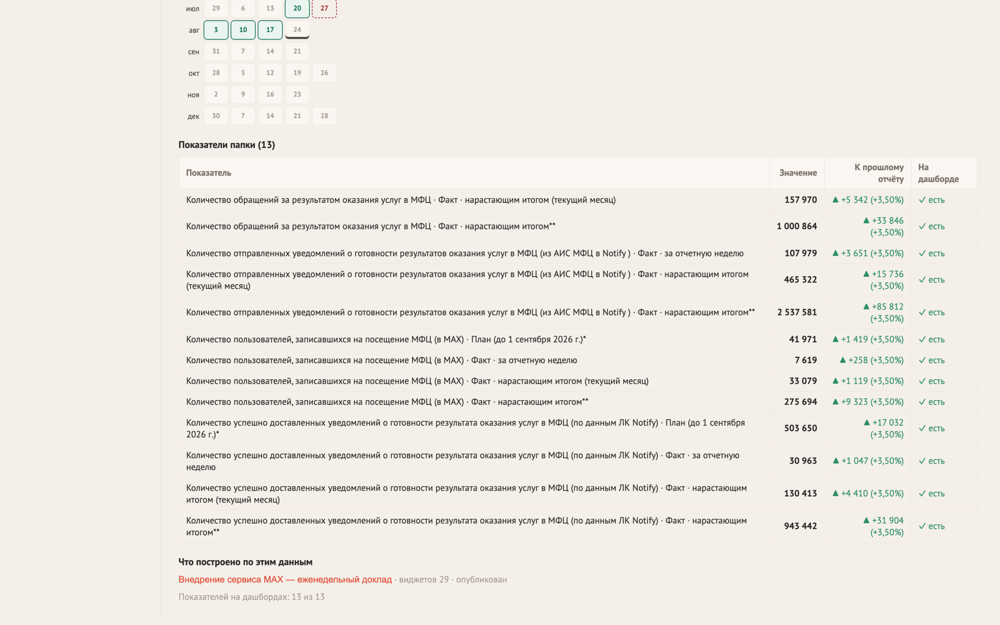 июл 29 6 13 20 27
авг 3 10 17 24
сен 31 7 14 21
окт 28 5 12 19 26
ноя 2 9 16 23
дек 30 7 14 21 28
Показатели папки (13)
Показатель Значение К прошлому отчёту На дашборде
Количество обращений за результатом оказания услуг в МФЦ · Факт · нарастающим итогом (текущий месяц) 157 970 ▲ +5 342 (+3,50%) ✓ есть
Количество обращений за результатом оказания услуг в МФЦ · Факт · нарастающим итогом** 1 000 864 ▲ +33 846 (+3,50%) ✓ есть
Количество отправленных уведомлений о готовности результатов оказания услуг в МФЦ (из АИС МФЦ в Notify ) · Факт · за отчетную неделю 107 979 ▲ +3 651 (+3,50%) ✓ есть
Количество отправленных уведомлений о готовности результатов оказания услуг в МФЦ (из АИС МФЦ в Notify ) · Факт · нарастающим итогом
(текущий месяц) 465 322 ▲ +15 736 (+3,50%) ✓ есть
Количество отправленных уведомлений о готовности результатов оказания услуг в МФЦ (из АИС МФЦ в Notify ) · Факт · нарастающим итогом** 2 537 581 ▲ +85 812 (+3,50%) ✓ есть
Количество пользователей, записавшихся на посещение МФЦ (в MAX) · План (до 1 сентября 2026 г.)* 41 971 ▲ +1 419 (+3,50%) ✓ есть
Количество пользователей, записавшихся на посещение МФЦ (в MAX) · Факт · за отчетную неделю 7 619 ▲ +258 (+3,50%) ✓ есть
Количество пользователей, записавшихся на посещение МФЦ (в MAX) · Факт · нарастающим итогом (текущий месяц) 33 079 ▲ +1 119 (+3,50%) ✓ есть
Количество пользователей, записавшихся на посещение МФЦ (в MAX) · Факт · нарастающим итогом** 275 694 ▲ +9 323 (+3,50%) ✓ есть
Количество успешно доставленных уведомлений о готовности результата оказания услуг в МФЦ (по данным ЛК Notify) · План (до 1 сентября
2026 г.)* 503 650 ▲ +17 032 (+3,50%) ✓ есть
Количество успешно доставленных уведомлений о готовности результата оказания услуг в МФЦ (по данным ЛК Notify) · Факт · за отчетную
неделю 30 963 ▲ +1 047 (+3,50%) ✓ есть
Количество успешно доставленных уведомлений о готовности результата оказания услуг в МФЦ (по данным ЛК Notify) · Факт · нарастающим
итогом (текущий месяц) 130 413 ▲ +4 410 (+3,50%) ✓ есть
Количество успешно доставленных уведомлений о готовности результата оказания услуг в МФЦ (по данным ЛК Notify) · Факт · нарастающим
итогом** 943 442 ▲ +31 904 (+3,50%) ✓ есть
Что построено по этим данным
Внедрение сервиса MAX — еженедельный доклад · виджетов 29 · опубликован
Показателей на дашбордах: 13 из 13